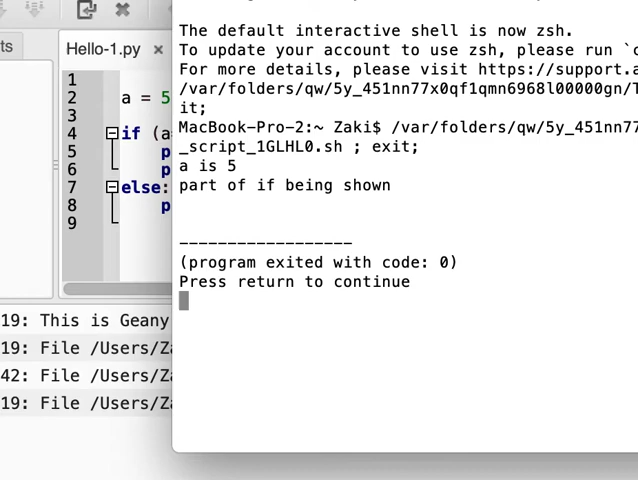 ts
Hello-1.py ×
1
2 a = 5
3
4 if (a
5 p
6 p
7 else:
8 p
9
The default interactive shell is now zsh.
To update your account to use zsh, please run `c
For more details, please visit https://support.a
/var/folders/qw/5y_451nn77x0qf1qmn6968l00000gn/T
it;
MacBook-Pro-2:~ Zaki$ /var/folders/qw/5y_451nn77
_script_1GLHL0.sh ; exit;
a is 5
part of if being shown
------------------
(program exited with code: 0)
Press return to continue
19: This is Geany
19: File /Users/Za
42: File /Users/Za
19: File /Users/Za